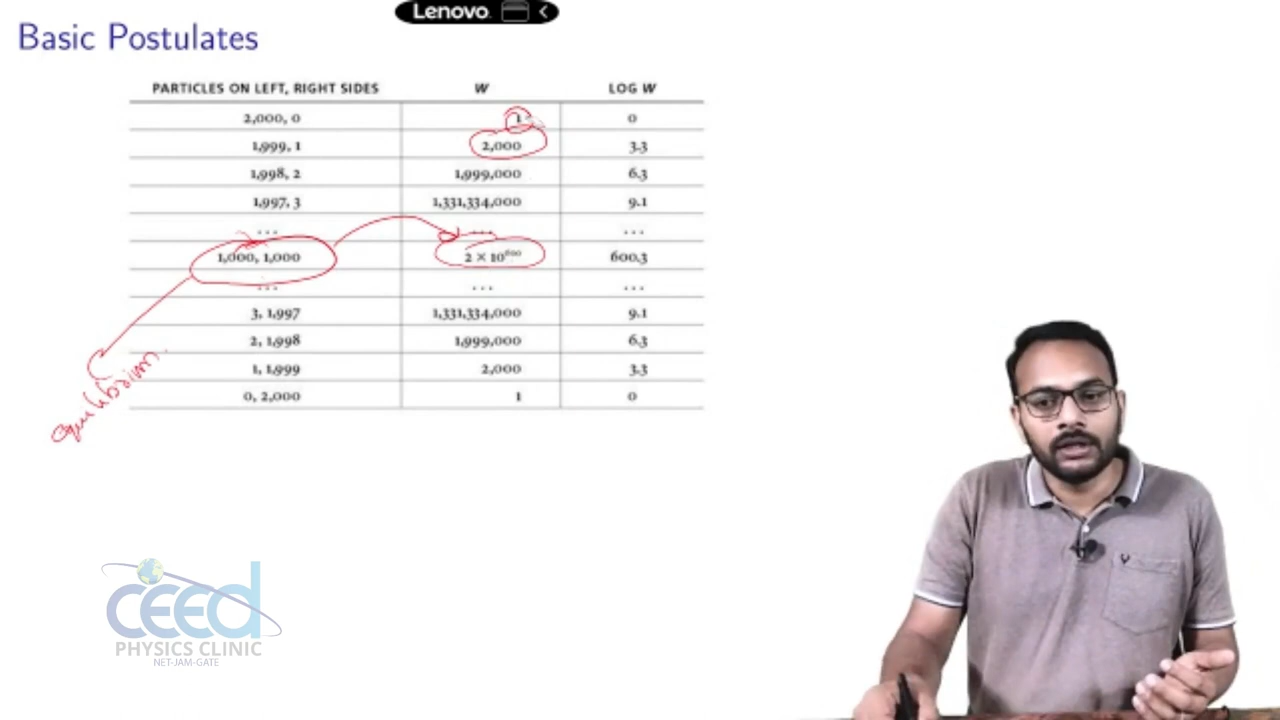 Lenovo
Basic Postulates
PARTICLES ON LEFT, RIGHT SIDES W LOG W
2,000, 0 1 0
1,999, 1 2,000 3.3
1,998, 2 1,999,000 6.3
1,997, 3 1,331,334,000 9.1
... ... ...
1,000, 1,000 2 × 10⁶⁰⁰ 600.3
... ... ...
3, 1,997 1,331,334,000 9.1
2, 1,998 1,999,000 6.3
1, 1,999 2,000 3.3
0, 2,000 1 0
equilibrium.
ceed
PHYSICS CLINIC
NET-JAM-GATE